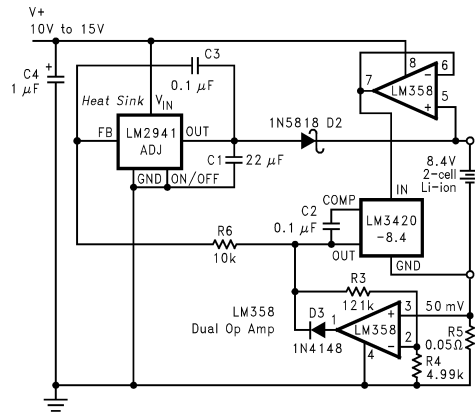 V+
10V to 15V
C4
+
1 μF
C3
0.1 μF
Heat Sink
VIN
FB
LM2941
ADJ
OUT
GND
ON/OFF
C1
22 μF
1N5818 D2
7
8
6
−
LM358
5
+
8.4V
2-cell
Li-ion
IN
COMP
LM3420
-8.4
OUT
GND
C2
0.1 μF
R6
10k
R3
121k
LM358
Dual Op Amp
D3
1
1N4148
3
+
LM358
2
−
4
50 mV
R5
0.05Ω
R4
4.99k